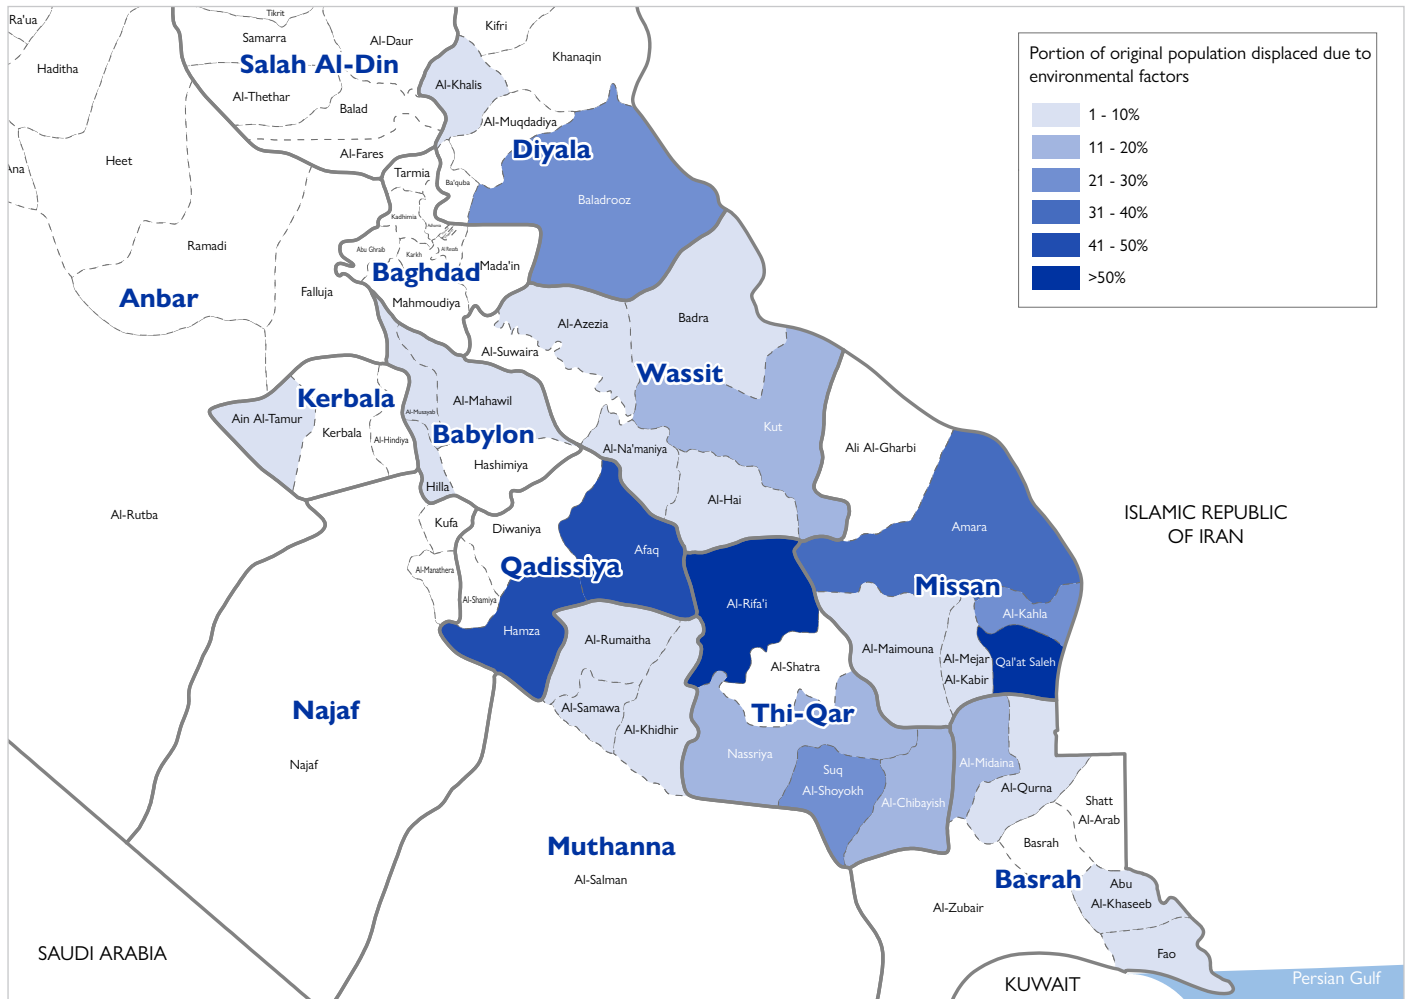 Ra'ua
Tikrit
Kifri
Samarra
Al-Daur
Khanaqin
Portion of original population displaced due to
environmental factors
Salah Al-Din
Haditha
Al-Khalis
Al-Thethar
Balad
1 - 10%
Al-Muqdadiya
11 - 20%
Diyala
Al-Fares
Heet
Ana
Tarmia
Ba'quba
21 - 30%
Baladrooz
31 - 40%
Kadhimia
Ramadi
Abu Ghraib
Karkh
41 - 50%
Baghdad
Mada'in
>50%
Anbar
Falluja
Mahmoudiya
Badra
Al-Azezia
Al-Suwaira
Wassit
Kerbala
Al-Mahawil
Al-Musayab
Ain Al-Tamur
Kerbala
Al-Hindiya
Babylon
Kut
Al-Na'maniya
Ali Al-Gharbi
Hashimiya
Hilla
Al-Hai
Al-Rutba
Kufa
Diwaniya
Amara
ISLAMIC REPUBLIC
OF IRAN
Afaq
Qadissiya
Al-Manathera
Missan
Al-Shamiya
Al-Rifa'i
Al-Kahla
Hamza
Al-Rumaitha
Al-Maimouna
Al-Mejar
Al-Kabir
Qal'at Saleh
Al-Shatra
Najaf
Al-Samawa
Thi-Qar
Al-Khidhir
Nassriya
Najaf
Al-Midaina
Suq
Al-Shoyokh
Al-Qurna
Al-Chibayish
Shatt
Al-Arab
Muthanna
Basrah
Al-Salman
Basrah
Abu
Al-Khaseeb
Al-Zubair
SAUDI ARABIA
Fao
KUWAIT
Persian Gulf